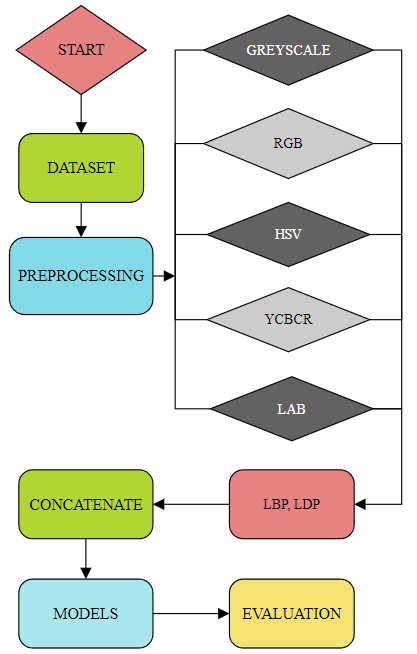 START
DATASET
PREPROCESSING
GREYSCALE
RGB
HSV
YCBCR
LAB
LBP, LDP
CONCATENATE
MODELS
EVALUATION